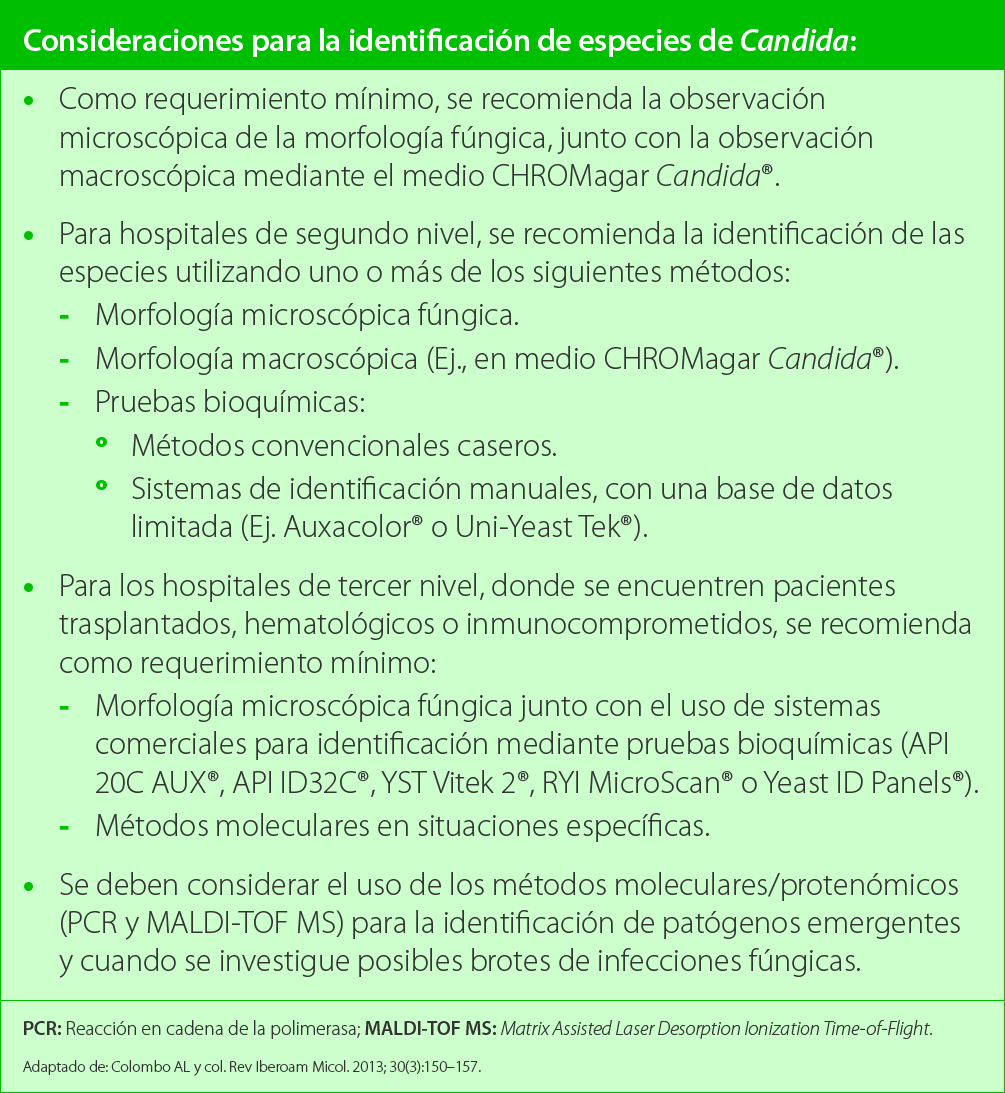 Consideraciones para la identificación de especies de Candida:
• Como requerimiento mínimo, se recomienda la observación
microscópica de la morfología fúngica, junto con la observación
macroscópica mediante el medio CHROMagar Candida®.
• Para hospitales de segundo nivel, se recomienda la identificación de las
especies utilizando uno o más de los siguientes métodos:
- Morfología microscópica fúngica.
- Morfología macroscópica (Ej., en medio CHROMagar Candida®).
- Pruebas bioquímicas:
° Métodos convencionales caseros.
° Sistemas de identificación manuales, con una base de datos
limitada (Ej. Auxacolor® o Uni-Yeast Tek®).
• Para los hospitales de tercer nivel, donde se encuentren pacientes
trasplantados, hematológicos o inmunocomprometidos, se recomienda
como requerimiento mínimo:
- Morfología microscópica fúngica junto con el uso de sistemas
comerciales para identificación mediante pruebas bioquímicas (API
20C AUX®, API ID32C®, YST Vitek 2®, RYI MicroScan® o Yeast ID Panels®).
- Métodos moleculares en situaciones específicas.
• Se deben considerar el uso de los métodos moleculares/protenómicos
(PCR y MALDI-TOF MS) para la identificación de patógenos emergentes
y cuando se investigue posibles brotes de infecciones fúngicas.
PCR: Reacción en cadena de la polimerasa; MALDI-TOF MS: Matrix Assisted Laser Desorption Ionization Time-of-Flight.
Adaptado de: Colombo AL y col. Rev Iberoam Micol. 2013; 30(3):150–157.